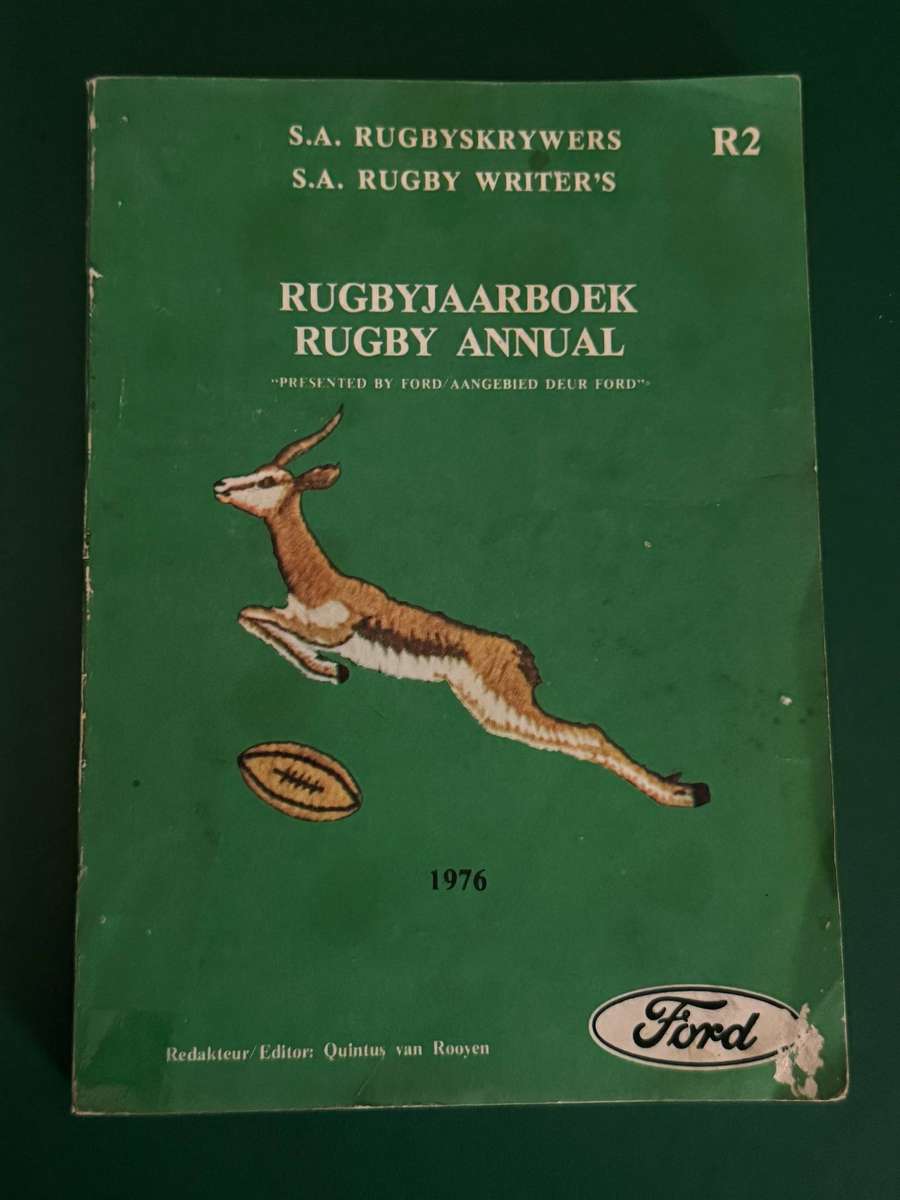 S.A. RUGBYSKRYWERS
R2
S.A. RUGBY WRITER'S
RUGBYJAARBOEK
RUGBY ANNUAL
"PRESENTED BY FORD/AANGEBIED DEUR FORD"
1976
Ford
Redakteur/Editor: Quintus van Rooyen